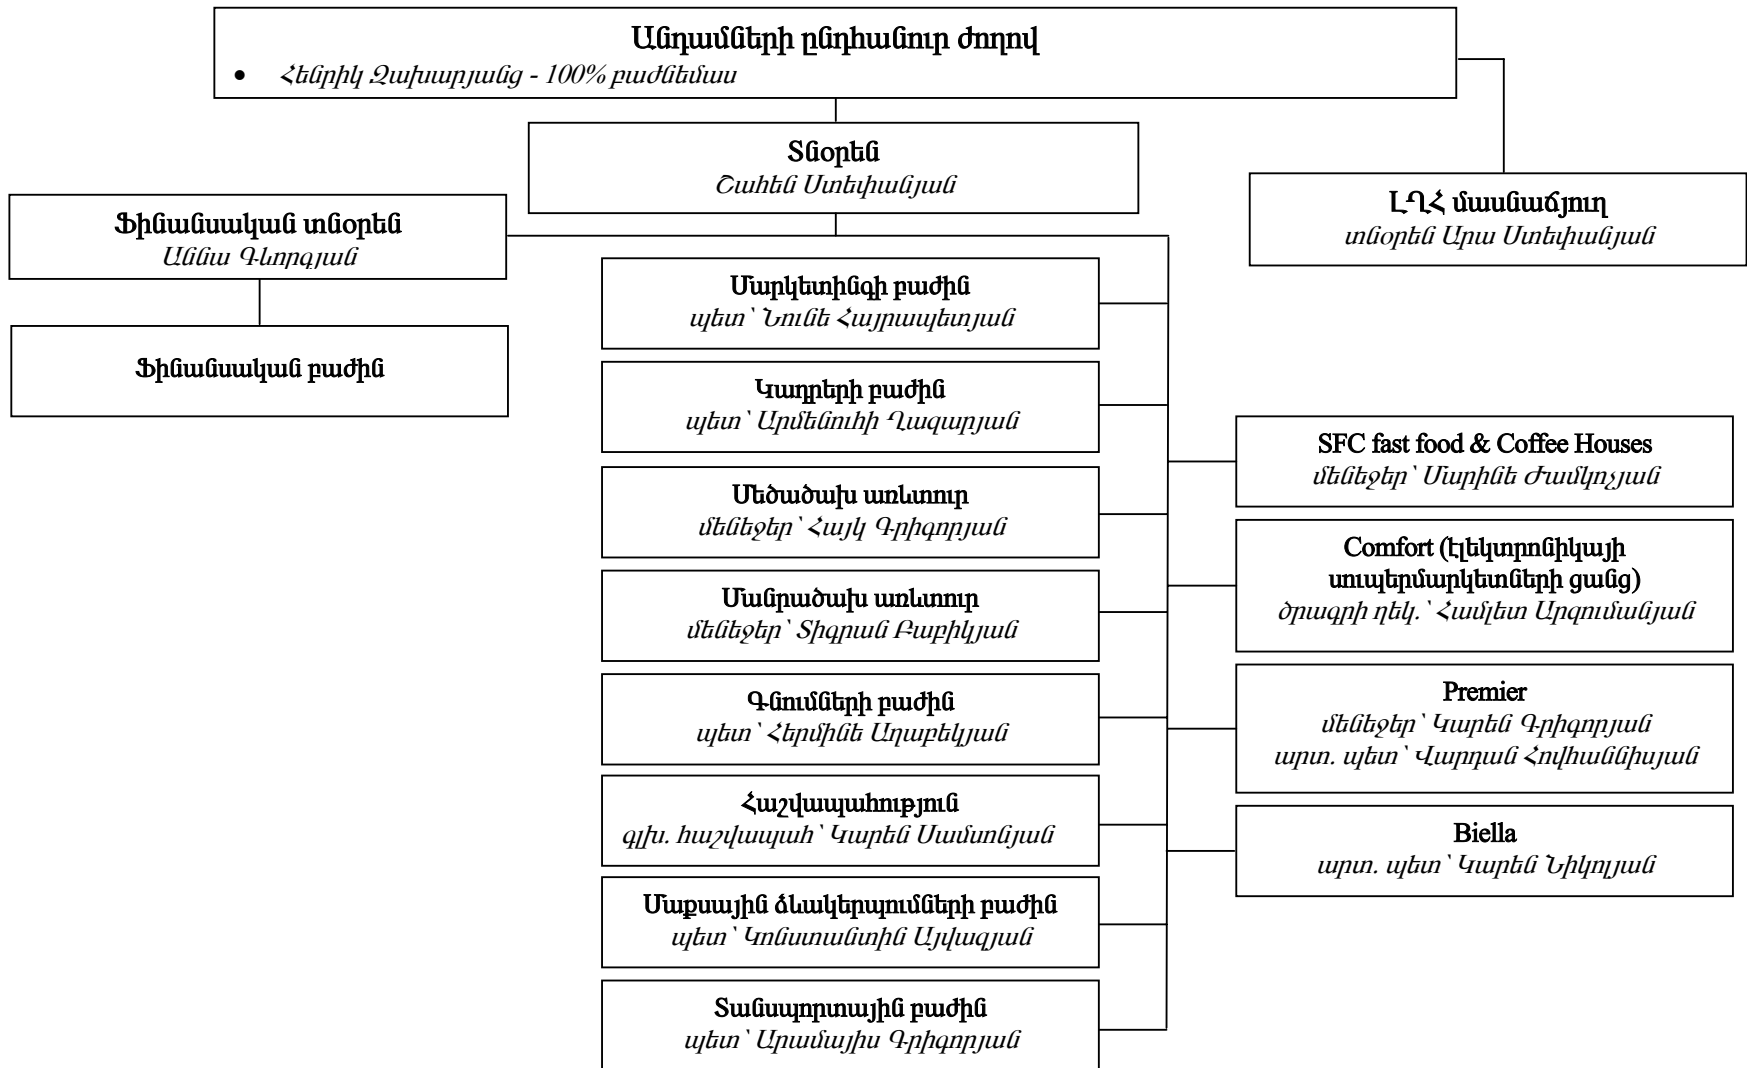 Անդամների ընդհանուր ժողով
• Հենրիկ Զախարյանց - 100% բաժնեմաս
Տնօրեն
Շահեն Ստեփանյան
ԼՂՀ մասնաճյուղ
տնօրեն Արա Ստեփանյան
Ֆինանսական տնօրեն
Աննա Գևորգյան
Ֆինանսական բաժին
Մարկետինգի բաժին
պետ՝ Նունե Հայրապետյան
Կադրերի բաժին
պետ՝ Արմենուհի Ղազարյան
Մեծածախ առևտուր
մենեջեր՝ Հայկ Գրիգորյան
Մանրածախ առևտուր
մենեջեր՝ Տիգրան Բաբիկյան
Գնումների բաժին
պետ՝ Հերմինե Աղաբեկյան
Հաշվապահություն
գլխ. հաշվապահ՝ Կարեն Սամսոնյան
Մաքսային ձևակերպումների բաժին
պետ՝ Կոնստանտին Այվազյան
Տանսպորտային բաժին
պետ՝ Արամայիս Գրիգորյան
SFC fast food & Coffee Houses
մենեջեր՝ Մարինե Ժամկոչյան
Comfort (էլեկտրոնիկայի
սուպերմարկետների ցանց)
ծրագրի ղեկ.՝ Համլետ Արզումանյան
Premier
մենեջեր՝ Կարեն Գրիգորյան
արտ. պետ՝ Վարդան Հովհաննիսյան
Biella
արտ. պետ՝ Կարեն Նիկոլյան